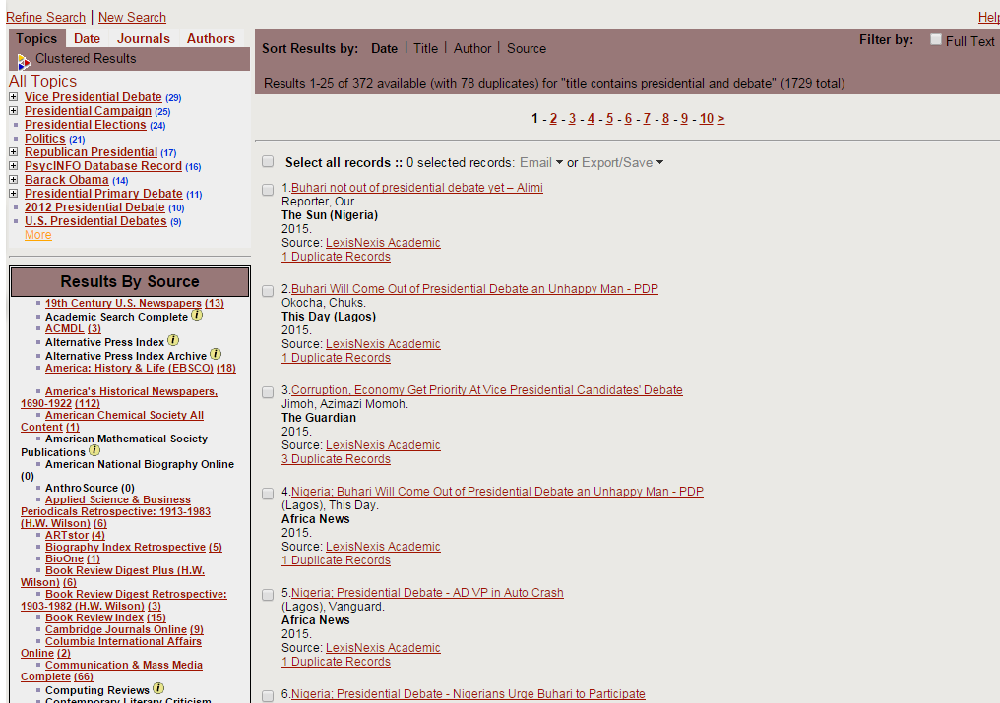 Refine Search | New Search
Help
Topics Date Journals Authors
Clustered Results
All Topics
Vice Presidential Debate (29)
Presidential Campaign (25)
Presidential Elections (24)
Politics (21)
Republican Presidential (17)
PsycINFO Database Record (16)
Barack Obama (14)
Presidential Primary Debate (11)
2012 Presidential Debate (10)
U.S. Presidential Debates (9)
More
Results By Source
19th Century U.S. Newspapers (13)
Academic Search Complete
ACMDL (3)
Alternative Press Index
Alternative Press Index Archive
America: History & Life (EBSCO) (18)
America's Historical Newspapers,
1690-1922 (112)
American Chemical Society All
Content (1)
American Mathematical Society
Publications
American National Biography Online
(0)
AnthroSource (0)
Applied Science & Business
Periodicals Retrospective: 1913-1983
(H.W. Wilson) (6)
ARTstor (4)
Biography Index Retrospective (5)
BioOne (1)
Book Review Digest Plus (H.W.
Wilson) (6)
Book Review Digest Retrospective:
1903-1982 (H.W. Wilson) (3)
Book Review Index (15)
Cambridge Journals Online (9)
Columbia International Affairs
Online (2)
Communication & Mass Media
Complete (66)
Computing Reviews
Contemporary Literary Criticism
Sort Results by: Date | Title | Author | Source
Filter by: Full Text
Results 1-25 of 372 available (with 78 duplicates) for "title contains presidential and debate" (1729 total)
1 - 2 - 3 - 4 - 5 - 6 - 7 - 8 - 9 - 10 >
Select all records :: 0 selected records: Email or Export/Save
1.Buhari not out of presidential debate yet – Alimi
Reporter, Our.
The Sun (Nigeria)
2015.
Source: LexisNexis Academic
1 Duplicate Records
2.Buhari Will Come Out of Presidential Debate an Unhappy Man - PDP
Okocha, Chuks.
This Day (Lagos)
2015.
Source: LexisNexis Academic
1 Duplicate Records
3.Corruption, Economy Get Priority At Vice Presidential Candidates' Debate
Jimoh, Azimazi Momoh.
The Guardian
2015.
Source: LexisNexis Academic
3 Duplicate Records
4.Nigeria; Buhari Will Come Out of Presidential Debate an Unhappy Man - PDP
(Lagos), This Day.
Africa News
2015.
Source: LexisNexis Academic
1 Duplicate Records
5.Nigeria; Presidential Debate - AD VP in Auto Crash
(Lagos), Vanguard.
Africa News
2015.
Source: LexisNexis Academic
1 Duplicate Records
6.Nigeria; Presidential Debate - Nigerians Urge Buhari to Participate